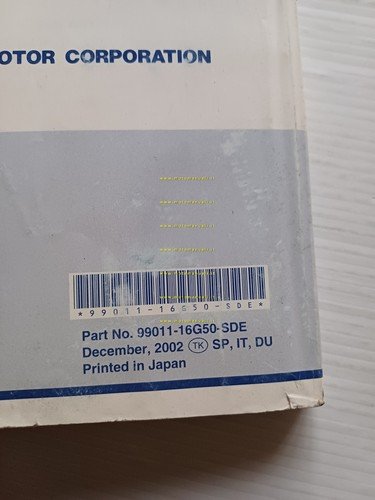 OTOR CORPORATION
*99011-16G50-SDE*
Part No. 99011-16G50-SDE
December, 2002 TK SP, IT, DU
Printed in Japan